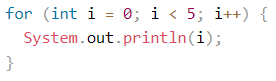 for (int i = 0; i < 5; i++) {
  System.out.println(i);
}